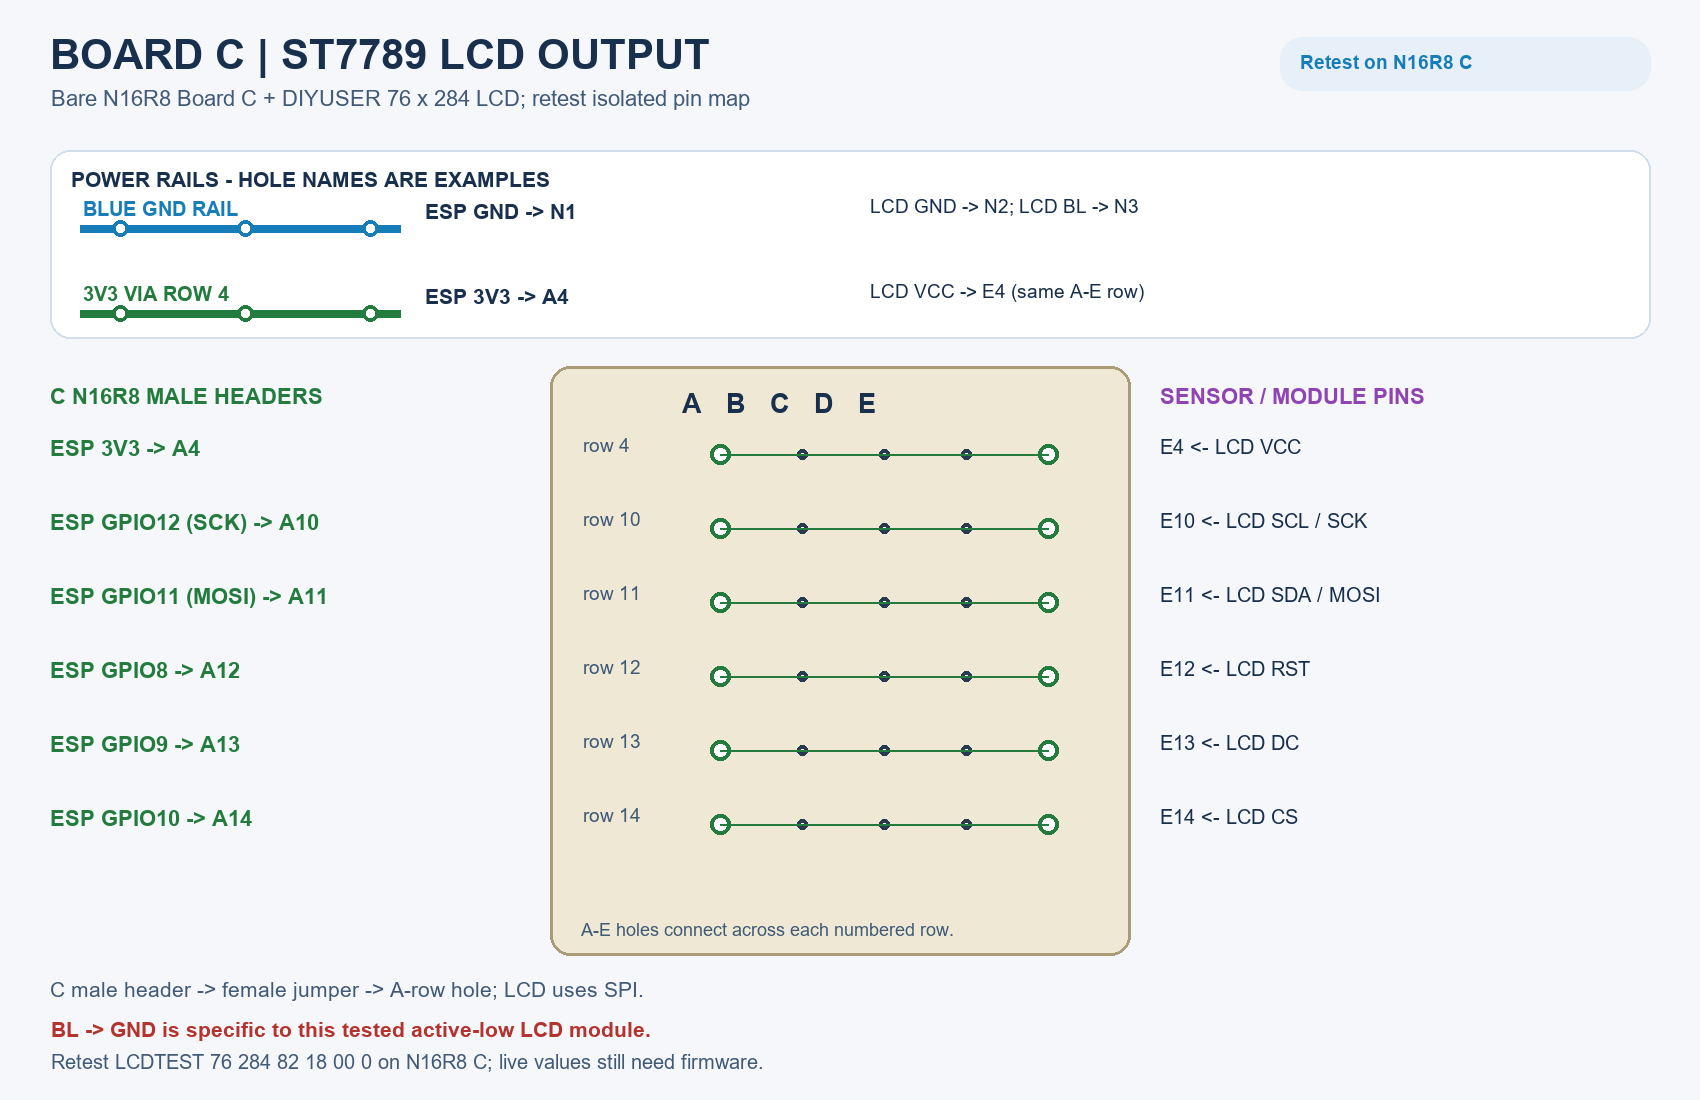 BOARD C | ST7789 LCD OUTPUT
Retest on N16R8 C
Bare N16R8 Board C + DIYUSER 76 x 284 LCD; retest isolated pin map
POWER RAILS - HOLE NAMES ARE EXAMPLES
BLUE GND RAIL
ESP GND -> N1
LCD GND -> N2; LCD BL -> N3
3V3 VIA ROW 4
ESP 3V3 -> A4
LCD VCC -> E4 (same A-E row)
C N16R8 MALE HEADERS
ESP 3V3 -> A4
ESP GPIO12 (SCK) -> A10
ESP GPIO11 (MOSI) -> A11
ESP GPIO8 -> A12
ESP GPIO9 -> A13
ESP GPIO10 -> A14
A B C D E
row 4
row 10
row 11
row 12
row 13
row 14
A-E holes connect across each numbered row.
SENSOR / MODULE PINS
E4 <- LCD VCC
E10 <- LCD SCL / SCK
E11 <- LCD SDA / MOSI
E12 <- LCD RST
E13 <- LCD DC
E14 <- LCD CS
C male header -> female jumper -> A-row hole; LCD uses SPI.
BL -> GND is specific to this tested active-low LCD module.
Retest LCDTEST 76 284 82 18 00 0 on N16R8 C; live values still need firmware.